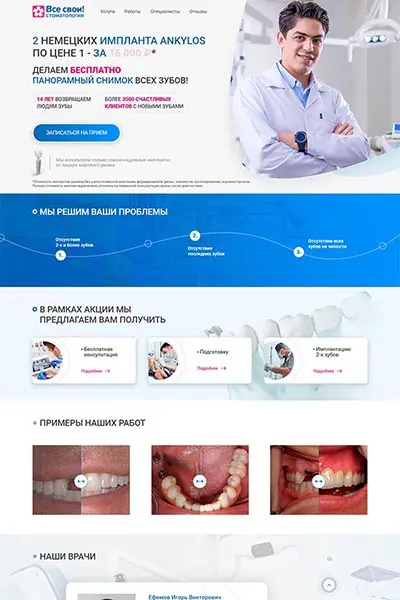 Все свои!
СТОМАТОЛОГИЯ
Услуги Работы Специалисты Отзывы
2 НЕМЕЦКИХ ИМПЛАНТА ANKYLOS
ПО ЦЕНЕ 1 - ЗА 16 000 ₽*
ДЕЛАЕМ БЕСПЛАТНО
ПАНОРАМНЫЙ СНИМОК ВСЕХ ЗУБОВ!
14 ЛЕТ ВОЗВРАЩАЕМ
ЛЮДЯМ ЗУБЫ
БОЛЕЕ 3500 СЧАСТЛИВЫХ
КЛИЕНТОВ С НОВЫМИ ЗУБАМИ
ЗАПИСАТЬСЯ НА ПРИЕМ
Мы используем только самые надежные импланты
от лидера мирового рынка
МЫ РЕШИМ ВАШИ ПРОБЛЕМЫ
Отсутствие
2-х и более зубов
1.
2.
Отсутствие
последних зубов
Отсутствие всех
зубов на челюсти
3.
В РАМКАХ АКЦИИ МЫ
ПРЕДЛАГАЕМ ВАМ ПОЛУЧИТЬ
Бесплатная
консультация
Подробнее
Подготовку
Подробнее
Имплантацию
2-х зубов
Подробнее
ПРИМЕРЫ НАШИХ РАБОТ
НАШИ ВРАЧИ
Ефимов Игорь Викторович